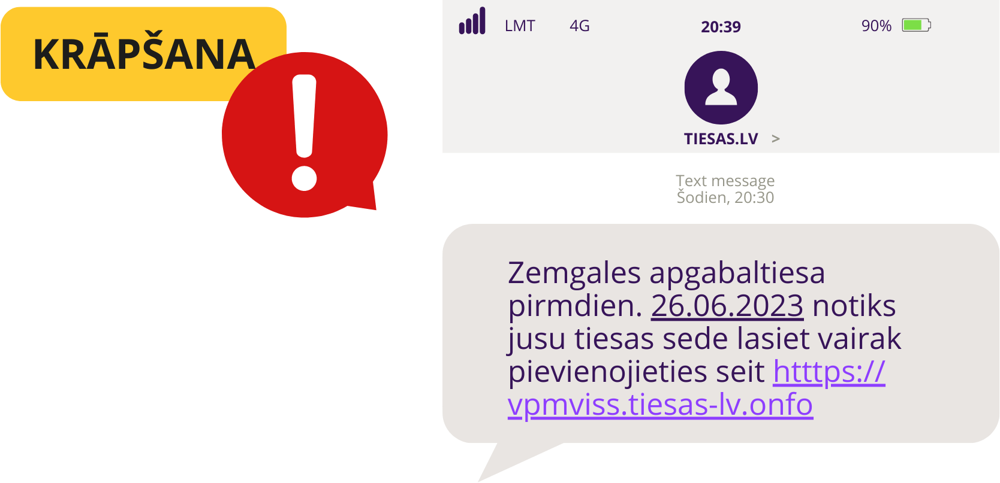 KRĀPŠANA
LMT 4G 20:39 90%
TIESAS.LV >
Text message
Šodien, 20:30
Zemgales apgabaltiesa
pirmdien. 26.06.2023 notiks
jusu tiesas sede lasiet vairak
pievienojieties seit htttps://
vpmviss.tiesas-lv.onfo